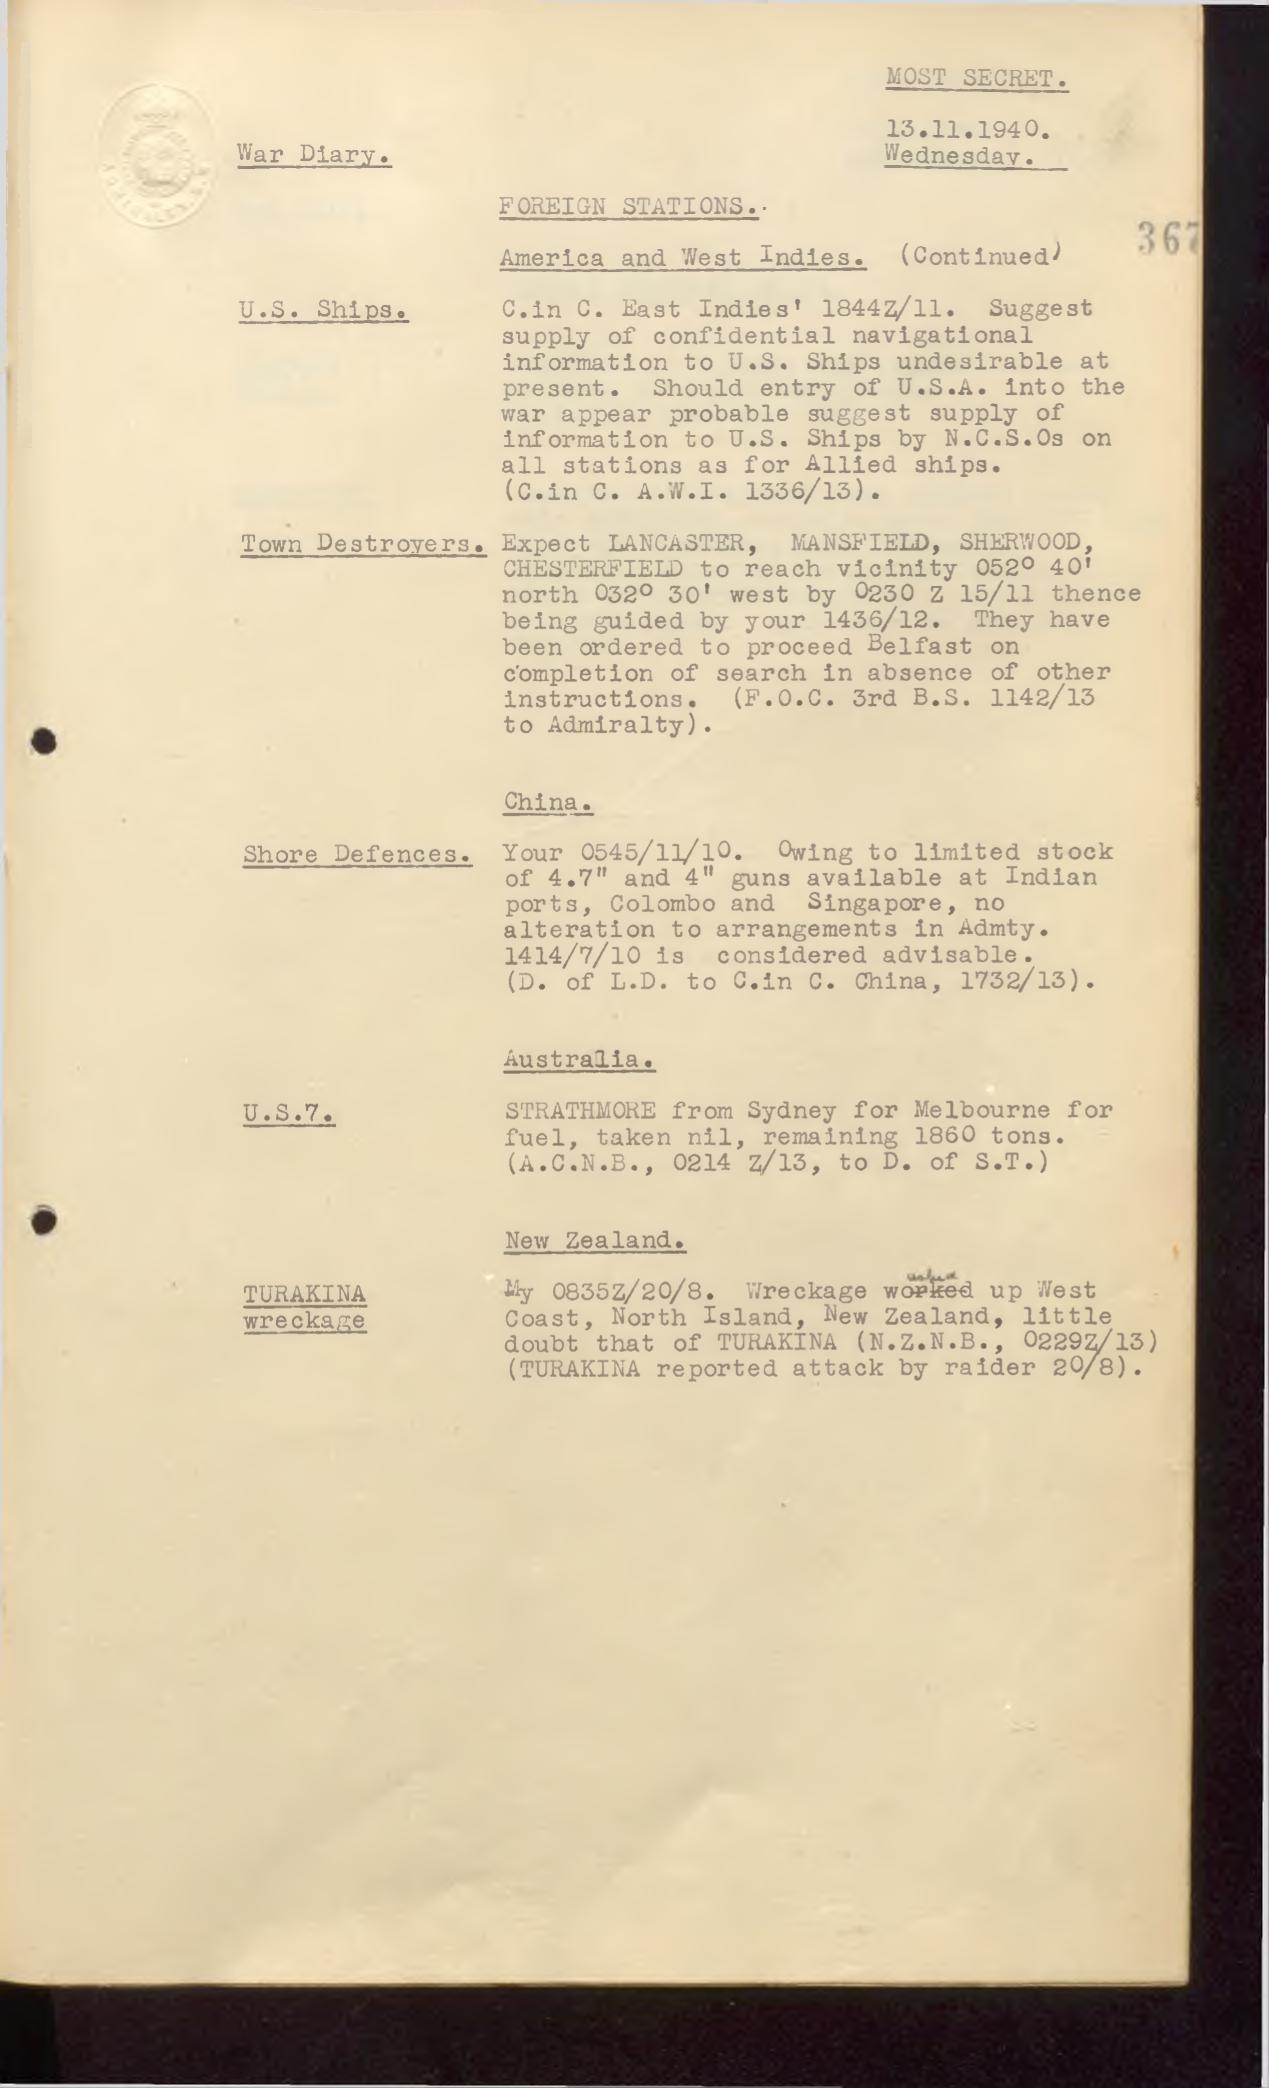 MOST SECRET.
13.11.1940.
War Diary.
Wednesday.
FOREIGN STATIONS.
367
America and West Indies. (Continued)
U.S. Ships. C.in C. East Indies' 1844Z/11. Suggest
supply of confidential navigational
information to U.S. Ships undesirable at
present. Should entry of U.S.A. into the
war appear probable suggest supply of
information to U.S. Ships by N.C.S.Os on
all stations as for Allied ships.
(C.in C. A.W.I. 1336/13).
Town Destroyers. Expect LANCASTER, MANSFIELD, SHERWOOD,
CHESTERFIELD to reach vicinity 052° 40'
north 032° 30' west by 0230 Z 15/11 thence
being guided by your 1436/12. They have
been ordered to proceed Belfast on
completion of search in absence of other
instructions. (F.O.C. 3rd B.S. 1142/13
to Admiralty).
China.
Shore Defences. Your 0545/11/10. Owing to limited stock
of 4.7" and 4" guns available at Indian
ports, Colombo and Singapore, no
alteration to arrangements in Admty.
1414/7/10 is considered advisable.
(D. of L.D. to C.in C. China, 1732/13).
Australia.
U.S.7. STRATHMORE from Sydney for Melbourne for
fuel, taken nil, remaining 1860 tons.
(A.C.N.B., 0214 Z/13, to D. of S.T.)
New Zealand.
washed
TURAKINA My 0835Z/20/8. Wreckage worked up West
wreckage Coast, North Island, New Zealand, little
doubt that of TURAKINA (N.Z.N.B., 0229Z/13)
(TURAKINA reported attack by raider 20/8).